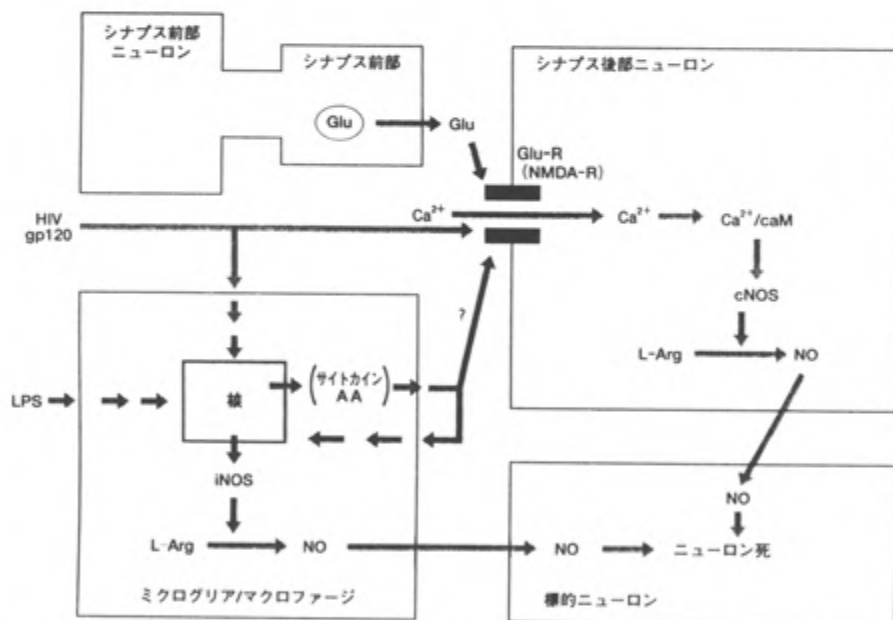 シナプス前部
ニューロン
シナプス前部
シナプス後部ニューロン
Glu
Glu
Glu-R
(NMDA-R)
HIV
gp120
Ca²⁺
Ca²⁺
Ca²⁺/caM
cNOS
L-Arg
NO
?
LPS
核
(サイトカイン
AA)
iNOS
L-Arg
NO
NO
NO
ニューロン死
ミクログリア/マクロファージ
標的ニューロン